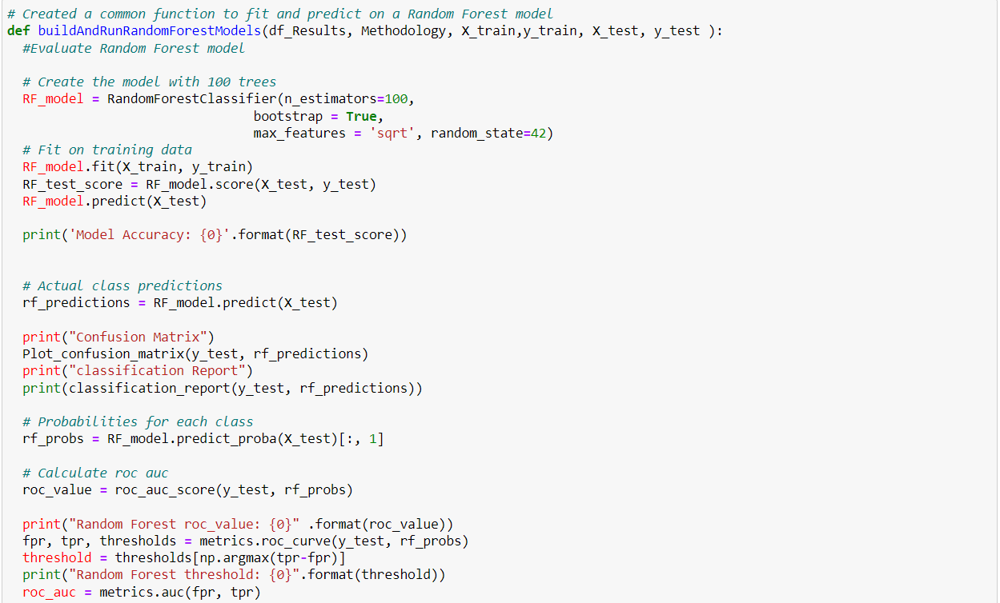 # Created a common function to fit and predict on a Random Forest model
def buildAndRunRandomForestModels(df_Results, Methodology, X_train,y_train, X_test, y_test ):
  #Evaluate Random Forest model
  # Create the model with 100 trees
  RF_model = RandomForestClassifier(n_estimators=100,
                                bootstrap = True,
                                max_features = 'sqrt', random_state=42)
  # Fit on training data
  RF_model.fit(X_train, y_train)
  RF_test_score = RF_model.score(X_test, y_test)
  RF_model.predict(X_test)
  print('Model Accuracy: {0}'.format(RF_test_score))
  # Actual class predictions
  rf_predictions = RF_model.predict(X_test)
  print("Confusion Matrix")
  Plot_confusion_matrix(y_test, rf_predictions)
  print("classification Report")
  print(classification_report(y_test, rf_predictions))
  # Probabilities for each class
  rf_probs = RF_model.predict_proba(X_test)[:, 1]
  # Calculate roc auc
  roc_value = roc_auc_score(y_test, rf_probs)
  print("Random Forest roc_value: {0}" .format(roc_value))
  fpr, tpr, thresholds = metrics.roc_curve(y_test, rf_probs)
  threshold = thresholds[np.argmax(tpr-fpr)]
  print("Random Forest threshold: {0}".format(threshold))
  roc_auc = metrics.auc(fpr, tpr)